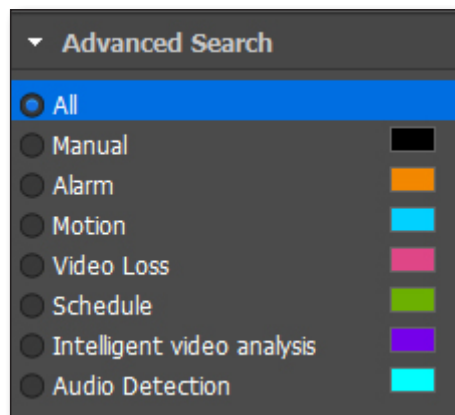 Advanced Search
All
Manual
Alarm
Motion
Video Loss
Schedule
Intelligent video analysis
Audio Detection